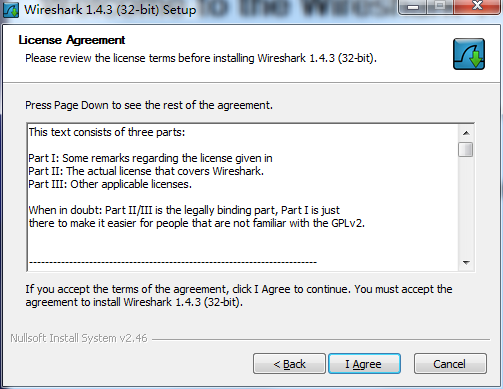 Wireshark 1.4.3 (32-bit) Setup
License Agreement
Please review the license terms before installing Wireshark 1.4.3 (32-bit).
Press Page Down to see the rest of the agreement.
This text consists of three parts:
Part I: Some remarks regarding the license given in
Part II: The actual license that covers Wireshark.
Part III: Other applicable licenses.
When in doubt: Part II/III is the legally binding part, Part I is just
there to make it easier for people that are not familiar with the GPLv2.
-----------------------------------------------------------------------
If you accept the terms of the agreement, click I Agree to continue. You must accept the
agreement to install Wireshark 1.4.3 (32-bit).
Nullsoft Install System v2.46
< Back
I Agree
Cancel